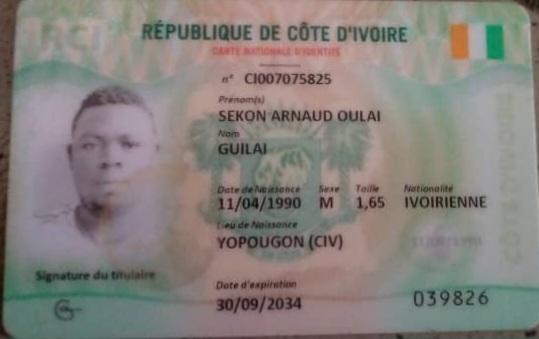 RCI
RÉPUBLIQUE DE CÔTE D'IVOIRE
CARTE NATIONALE D'IDENTITÉ
n° CI007075825
Prénom(s)
SEKON ARNAUD OULAI
Nom
GUILAI
Date de Naissance Sexe Taille Nationalité
11/04/1990 M 1,65 IVOIRIENNE
Lieu de Naissance
YOPOUGON (CIV)
Signature du titulaire
Date d'expiration
30/09/2034
039826